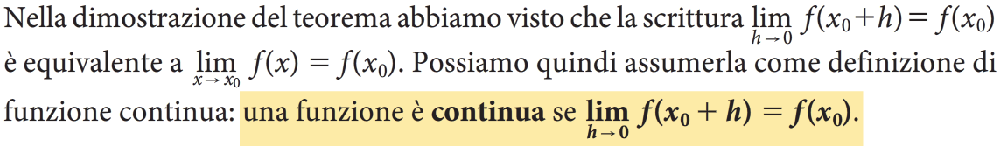 Nella dimostrazione del teorema abbiamo visto che la scrittura lim_{h→0} f(x₀+h) = f(x₀)
è equivalente a lim_{x→x₀} f(x) = f(x₀). Possiamo quindi assumerla come definizione di
funzione continua: una funzione è continua se lim_{h→0} f(x₀ + h) = f(x₀).